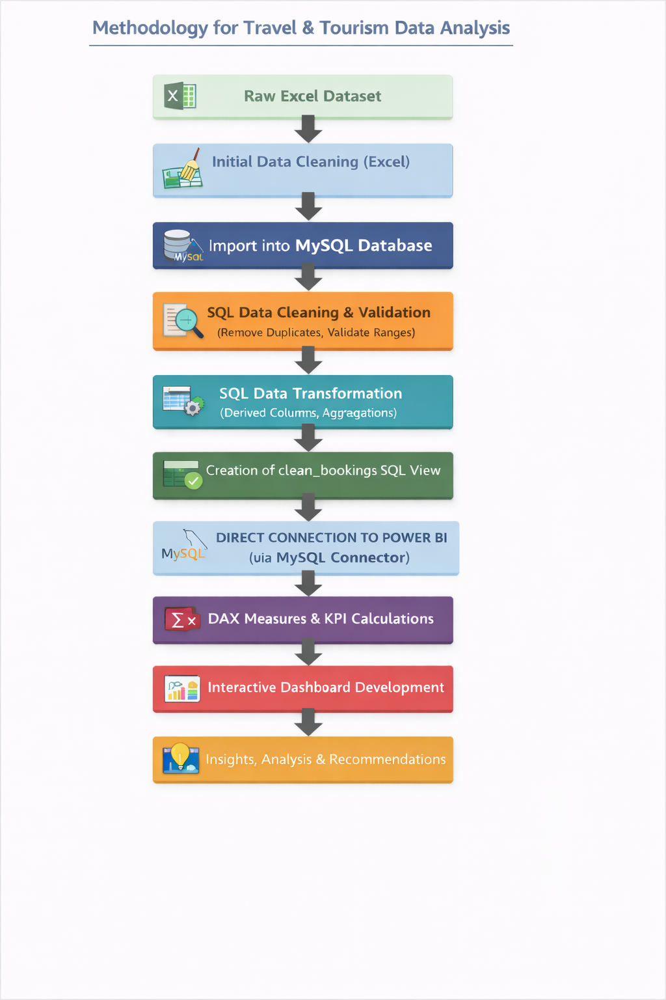 Methodology for Travel & Tourism Data Analysis
X
Raw Excel Dataset
Initial Data Cleaning (Excel)
MySQL
Import into MySQL Database
SQL Data Cleaning & Validation
(Remove Duplicates, Validate Ranges)
SQL Data Transformation
(Derived Columns, Aggragations)
Creation of clean_bookings SQL View
MySQL
DIRECT CONNECTION TO POWER BI
(uia MySQL Connector)
Σ×
DAX Measures & KPI Calculations
Interactive Dashboard Development
Insights, Analysis & Recommendations